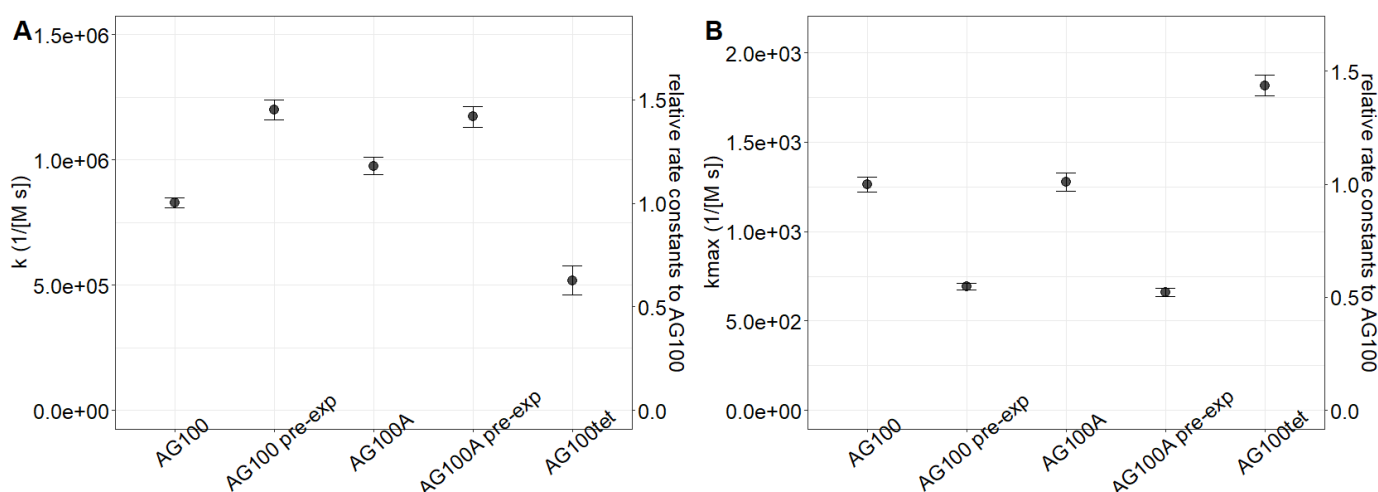 A
k (1/[M s])
1.5e+06
1.0e+06
5.0e+05
0.0e+00
AG100
AG100 pre-exp
AG100A
AG100A pre-exp
AG100tet
1.5
1.0
0.5
0.0
relative rate constants to AG100
B
kmax (1/[M s])
2.0e+03
1.5e+03
1.0e+03
5.0e+02
0.0e+00
AG100
AG100 pre-exp
AG100A
AG100A pre-exp
AG100tet
1.5
1.0
0.5
0.0
relative rate constants to AG100